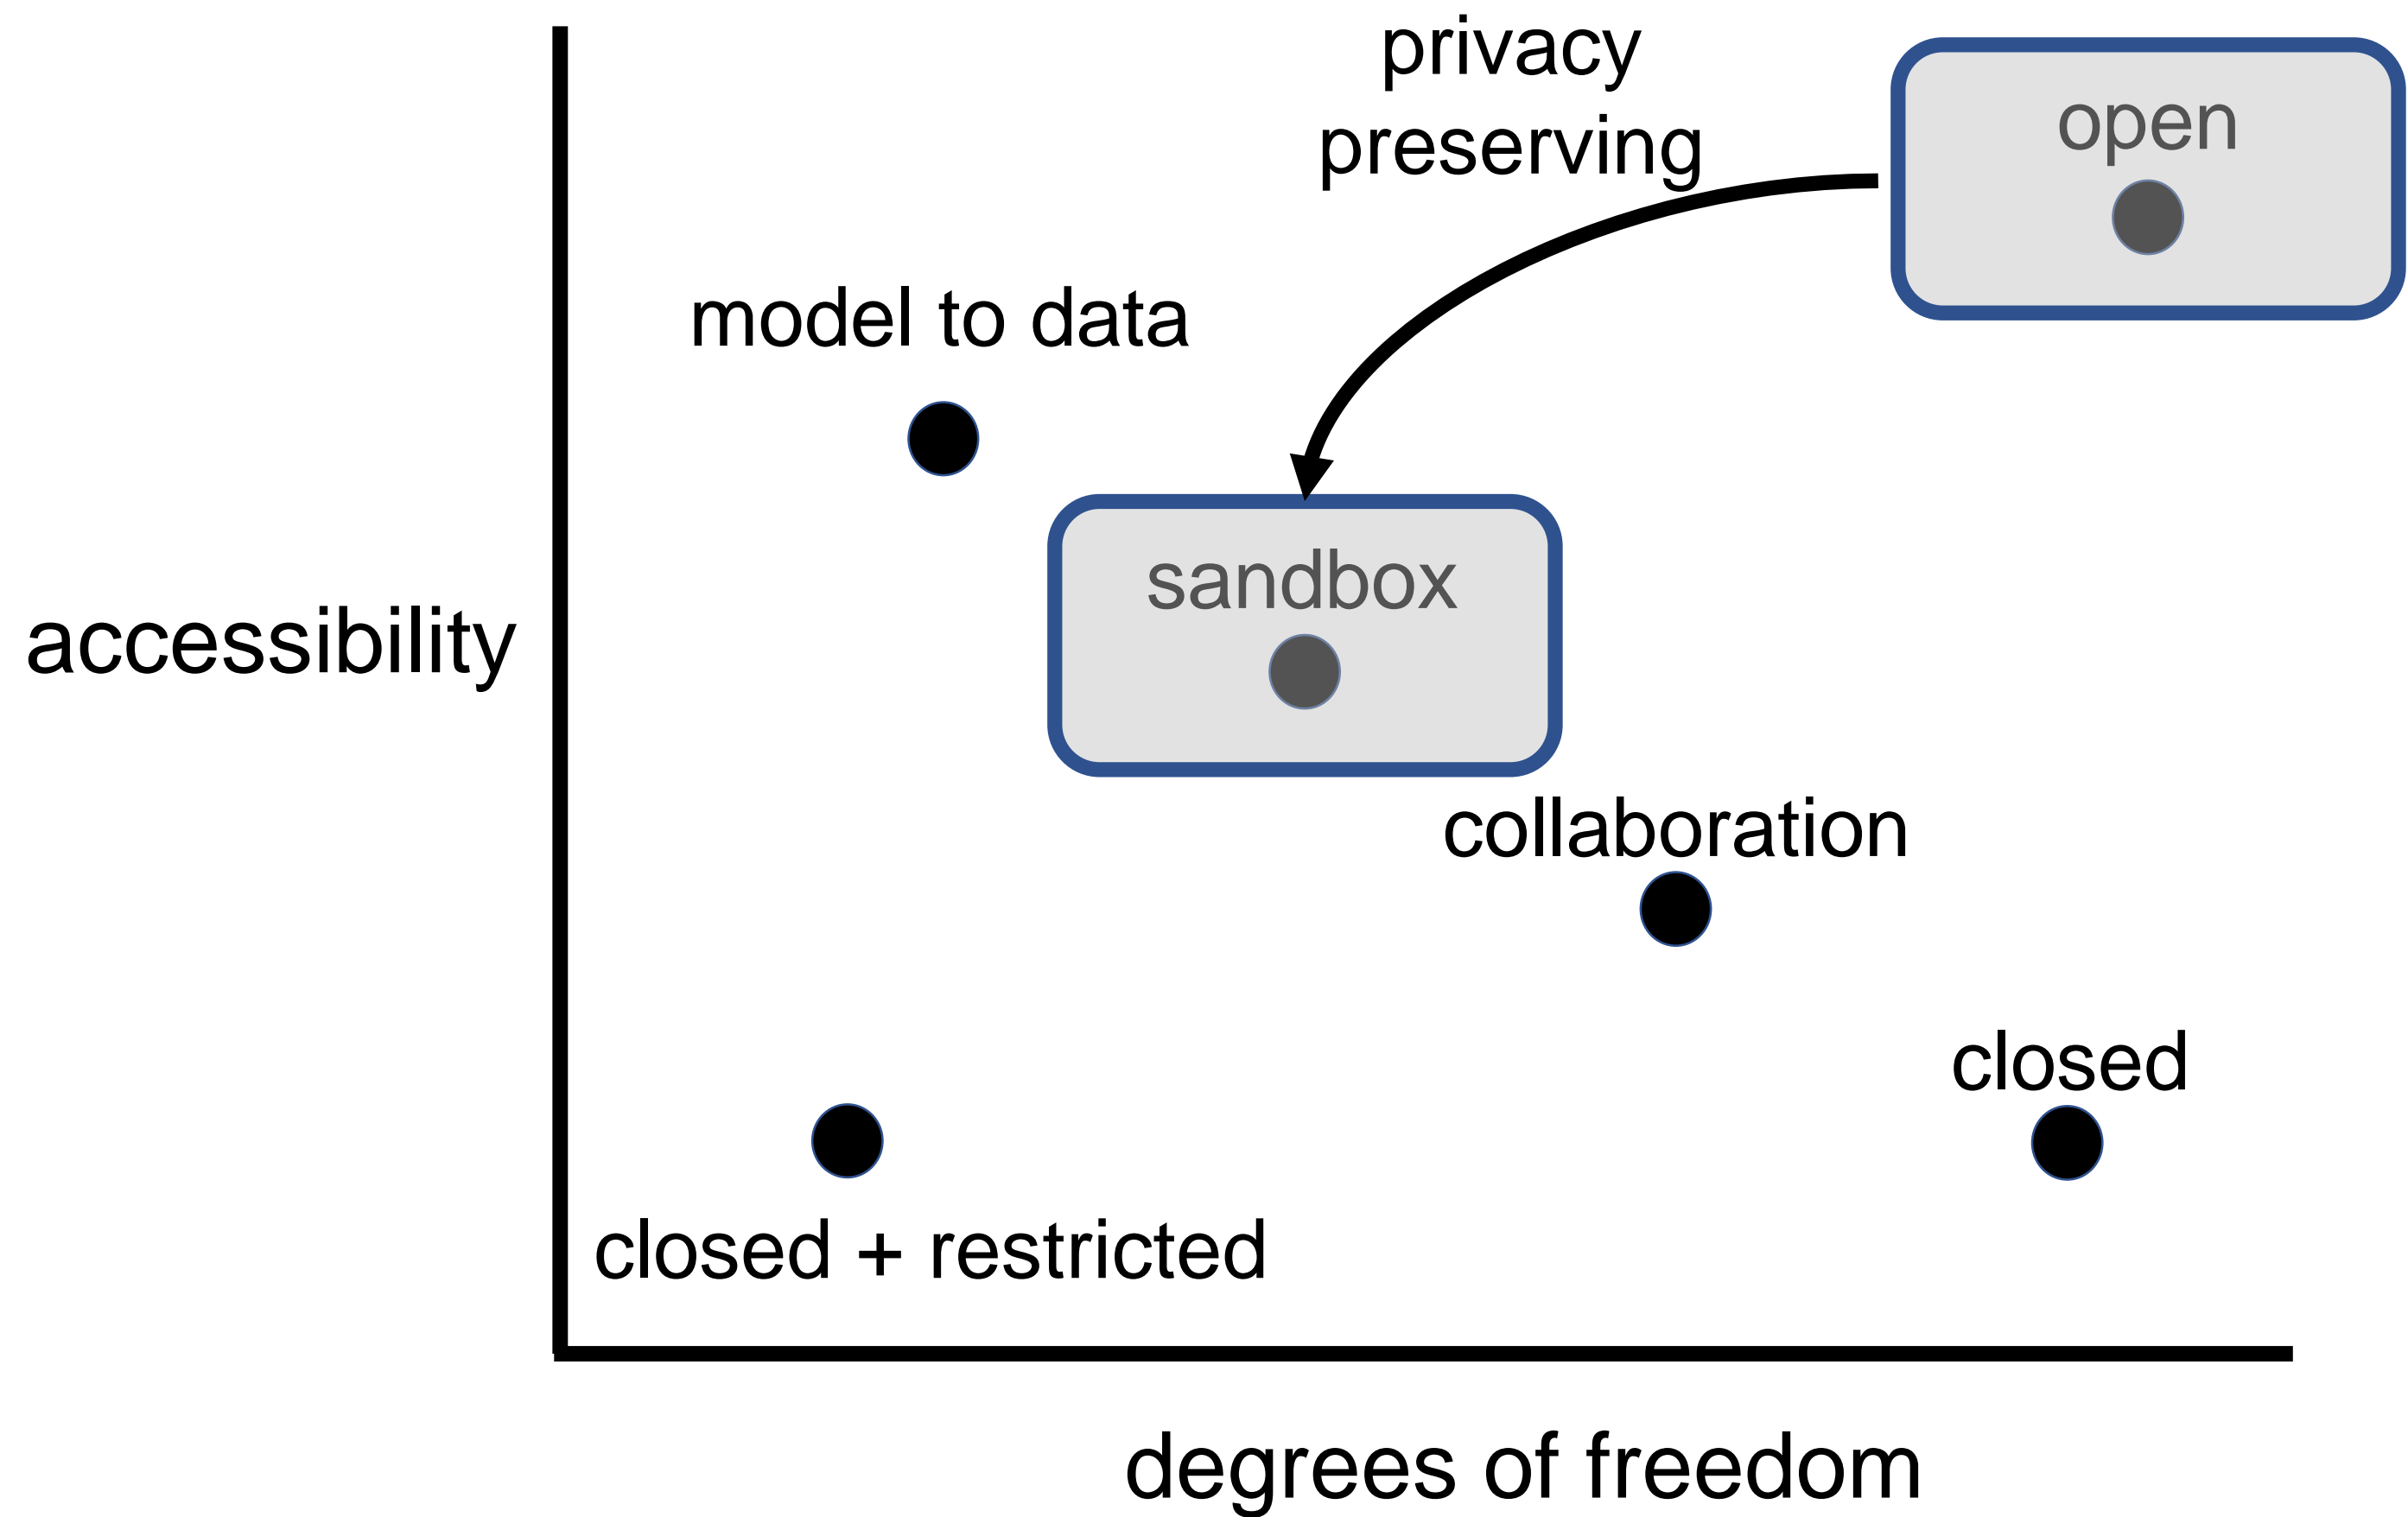 privacy
preserving
open
model to data
sandbox
accessibility
collaboration
closed
closed + restricted
degrees of freedom